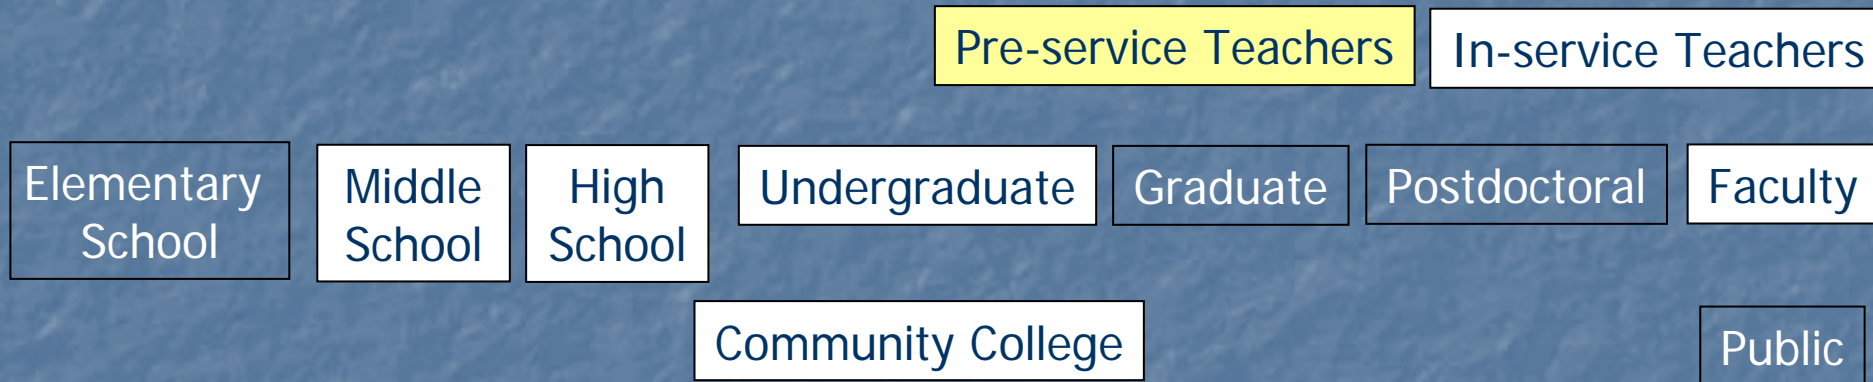 Pre-service Teachers
In-service Teachers
Elementary
School
Middle
School
High
School
Undergraduate
Graduate
Postdoctoral
Faculty
Community College
Public